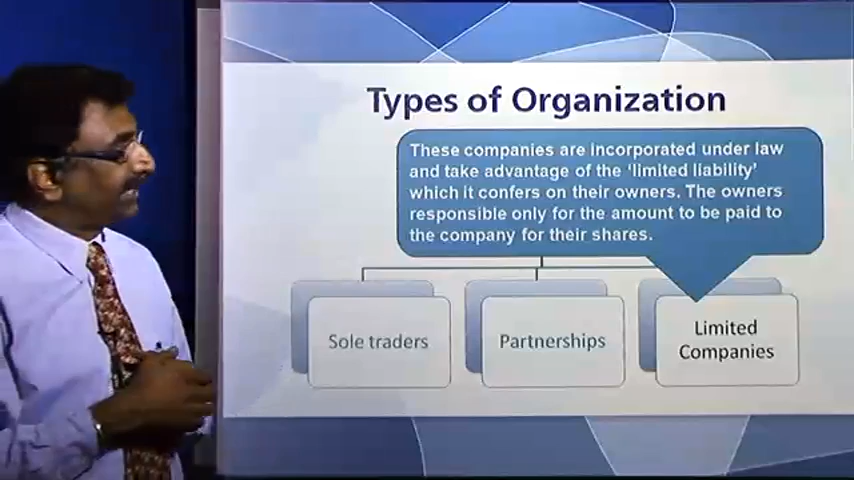 Types of Organization
These companies are incorporated under law
and take advantage of the 'limited liability'
which it confers on their owners. The owners
responsible only for the amount to be paid to
the company for their shares.
Sole traders
Partnerships
Limited
Companies